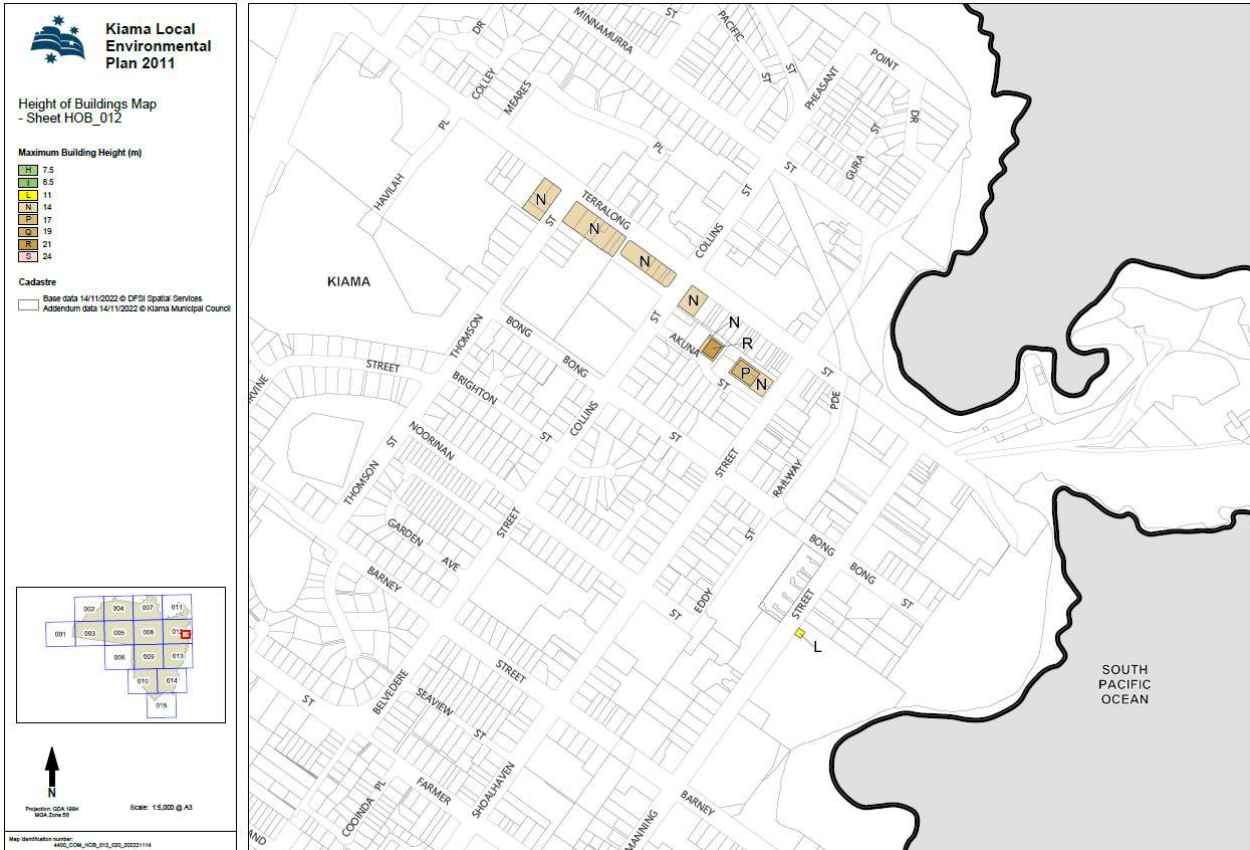 Kiama Local
Environmental
Plan 2011
Height of Buildings Map
- Sheet HOB_012
Maximum Building Height (m)
H 7.5
I 8.5
L 11
N 14
P 17
Q 19
R 21
S 24
Cadastre
Base data 14/11/2022 © DFSI Spatial Services
Addendum data 14/11/2022 © Kiama Municipal Council
002 004 007 011
001 003 005 008 012
006 009 013
010 014
015
N
Projection: GDA 1994
MGA Zone 56
Scale: 1:5,000 @ A3
Map identification number:
4400_COM_HOB_012_020_20221114
MINNAMURRA
ST
PACIFIC
ST
ST
DR
COLLEY
MEARES
PL
PL
PHEASANT
POINT
DR
GURA
ST
ST
HAVILAH
N
ST
TERRALONG
N
N
COLLINS
ST
KIAMA
N
ST
N
AKUNA
R
P
N
ST
ST
THOMSON
BONG
BONG
ST
STREET
IRVINE
BRIGHTON
ST
COLLINS
PDE
NOORINAN
STREET
RAILWAY
ST
THOMSON
STREET
GARDEN
AVE
ST
BONG
BONG
ST
BARNEY
ST
EDDY
STREET
L
STREET
BELVEDERE
ST
SEAVIEW
ST
SOUTH
PACIFIC
OCEAN
COOINDA
PL
FARMER
SHOALHAVEN
MANNING
BARNEY
AND